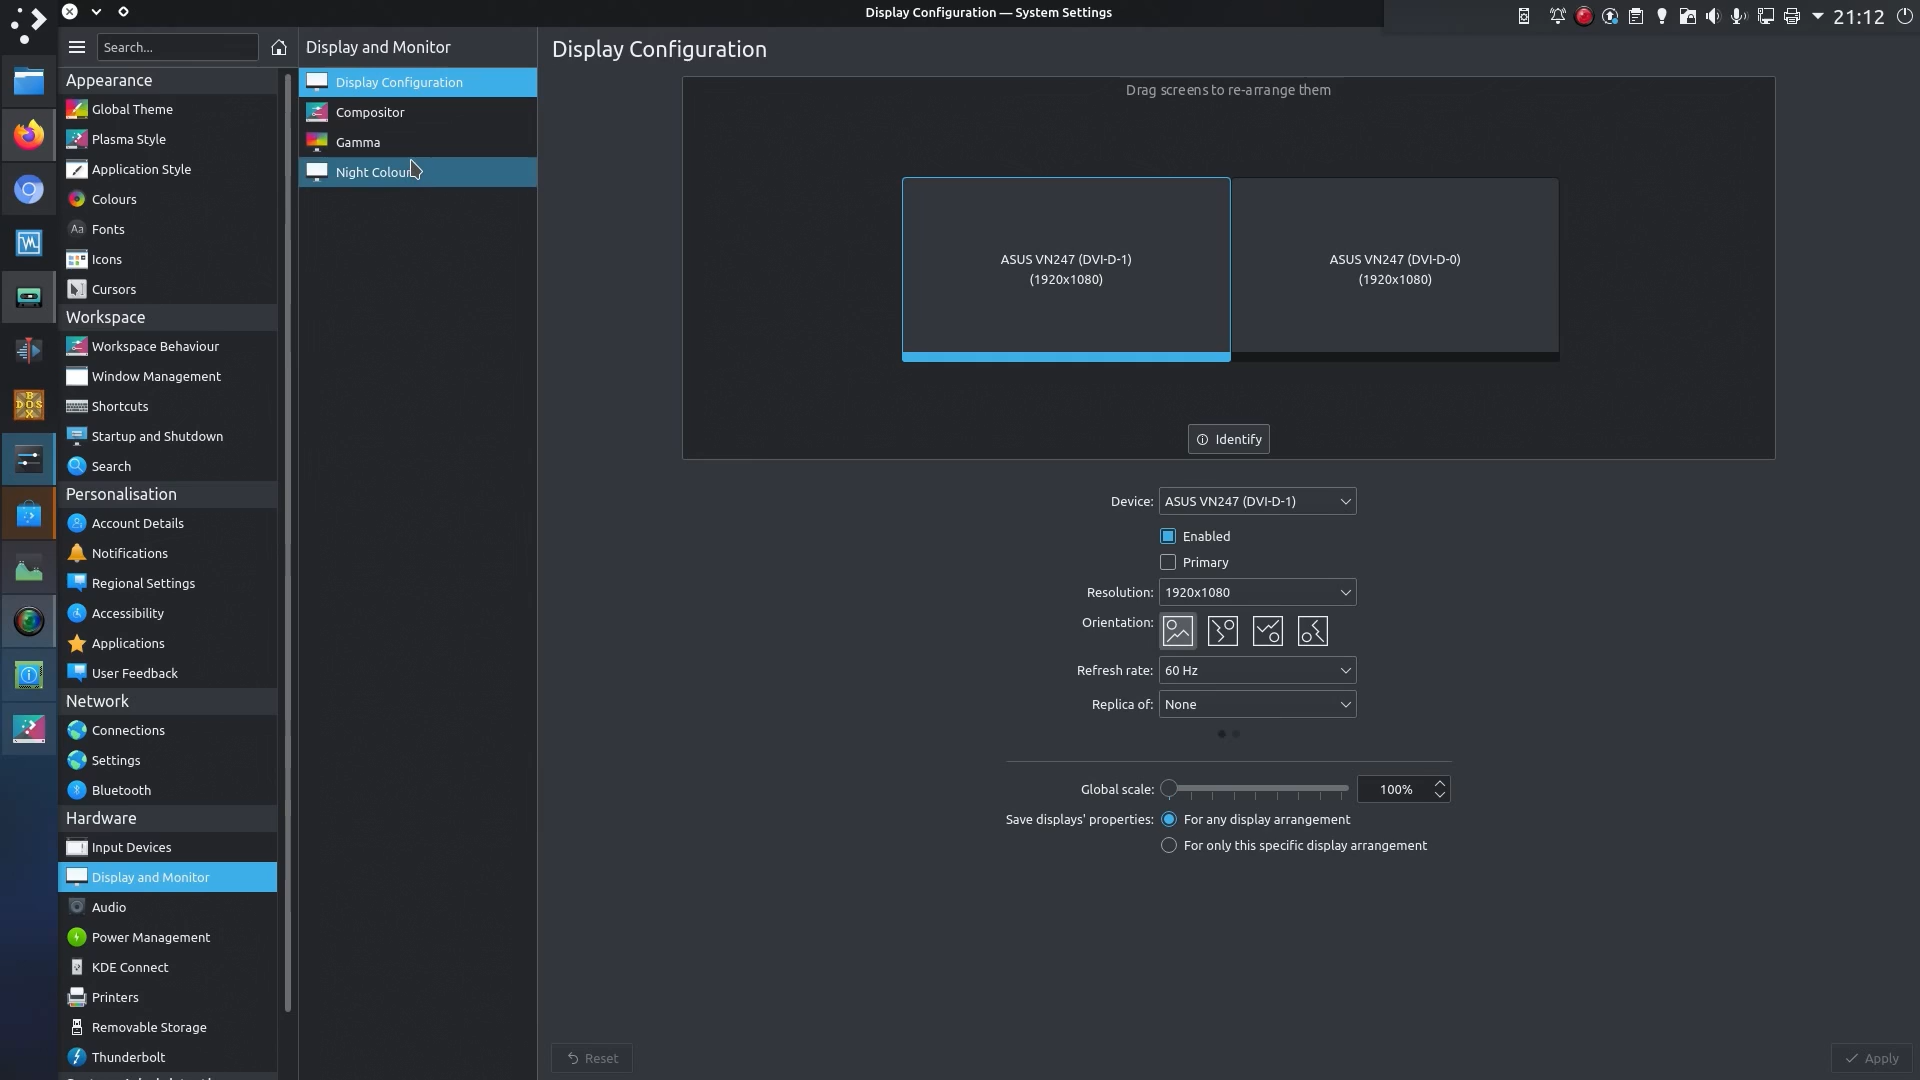 Display Configuration — System Settings
21:12
Search...
Appearance
Global Theme
Plasma Style
Application Style
Colours
Aa Fonts
Icons
Cursors
Workspace
Workspace Behaviour
Window Management
Shortcuts
Startup and Shutdown
Search
Personalisation
Account Details
Notifications
Regional Settings
Accessibility
Applications
User Feedback
Network
Connections
Settings
Bluetooth
Hardware
Input Devices
Display and Monitor
Audio
Power Management
KDE Connect
Printers
Removable Storage
Thunderbolt
Display and Monitor
Display Configuration
Compositor
Gamma
Night Colour
Display Configuration
Drag screens to re-arrange them
ASUS VN247 (DVI-D-1)
(1920x1080)
ASUS VN247 (DVI-D-0)
(1920x1080)
Identify
Device: ASUS VN247 (DVI-D-1)
Enabled
Primary
Resolution: 1920x1080
Orientation:
Refresh rate: 60 Hz
Replica of: None
Global scale: 100%
Save displays' properties: For any display arrangement
For only this specific display arrangement
Reset
Apply